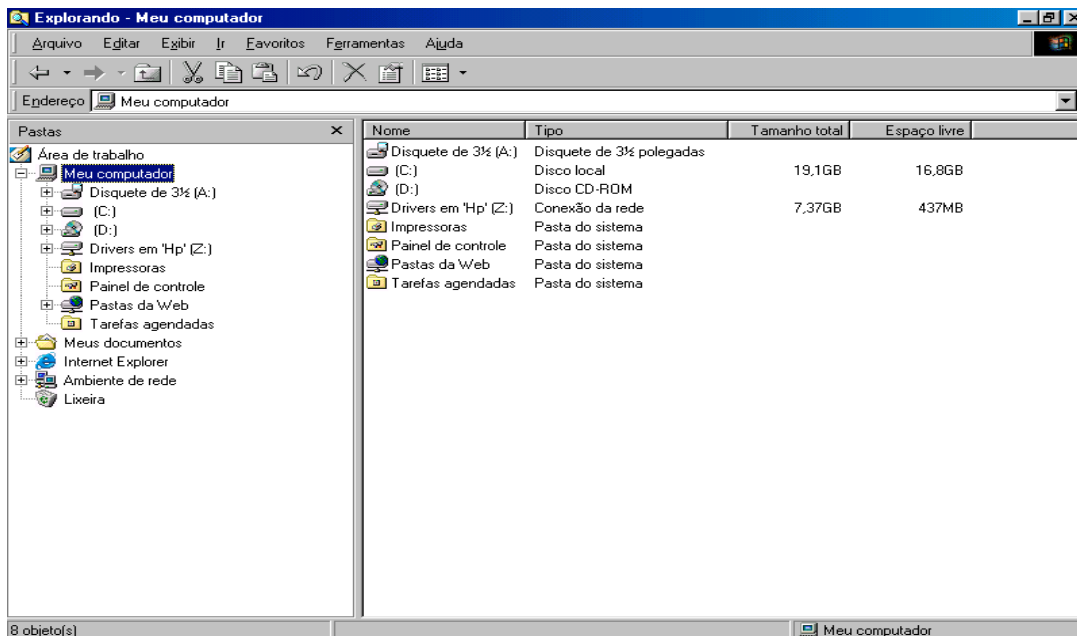 Explorando - Meu computador
Arquivo Editar Exibir Ir Favoritos Ferramentas Ajuda
Endereço Meu computador
Pastas
Área de trabalho
Meu computador
Disquete de 3½ (A:)
(C:)
(D:)
Drivers em 'Hp' (Z:)
Impressoras
Painel de controle
Pastas da Web
Tarefas agendadas
Meus documentos
Internet Explorer
Ambiente de rede
Lixeira
Nome Tipo Tamanho total Espaço livre
Disquete de 3½ (A:) Disquete de 3½ polegadas
(C:) Disco local 19,1GB 16,8GB
(D:) Disco CD-ROM
Drivers em 'Hp' (Z:) Conexão da rede 7,37GB 437MB
Impressoras Pasta do sistema
Painel de controle Pasta do sistema
Pastas da Web Pasta do sistema
Tarefas agendadas Pasta do sistema
8 objeto(s) Meu computador